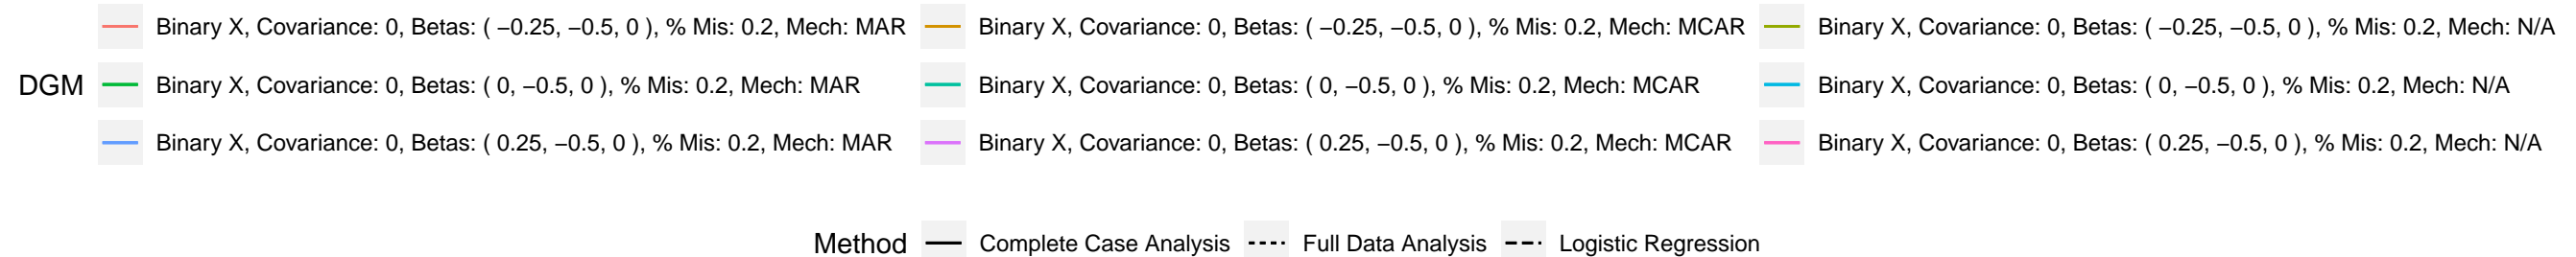 Binary X, Covariance: 0, Betas: ( −0.25, −0.5, 0 ), % Mis: 0.2, Mech: MAR Binary X, Covariance: 0, Betas: ( −0.25, −0.5, 0 ), % Mis: 0.2, Mech: MCAR Binary X, Covariance: 0, Betas: ( −0.25, −0.5, 0 ), % Mis: 0.2, Mech: N/A
DGM Binary X, Covariance: 0, Betas: ( 0, −0.5, 0 ), % Mis: 0.2, Mech: MAR Binary X, Covariance: 0, Betas: ( 0, −0.5, 0 ), % Mis: 0.2, Mech: MCAR Binary X, Covariance: 0, Betas: ( 0, −0.5, 0 ), % Mis: 0.2, Mech: N/A
Binary X, Covariance: 0, Betas: ( 0.25, −0.5, 0 ), % Mis: 0.2, Mech: MAR Binary X, Covariance: 0, Betas: ( 0.25, −0.5, 0 ), % Mis: 0.2, Mech: MCAR Binary X, Covariance: 0, Betas: ( 0.25, −0.5, 0 ), % Mis: 0.2, Mech: N/A
Method Complete Case Analysis Full Data Analysis Logistic Regression